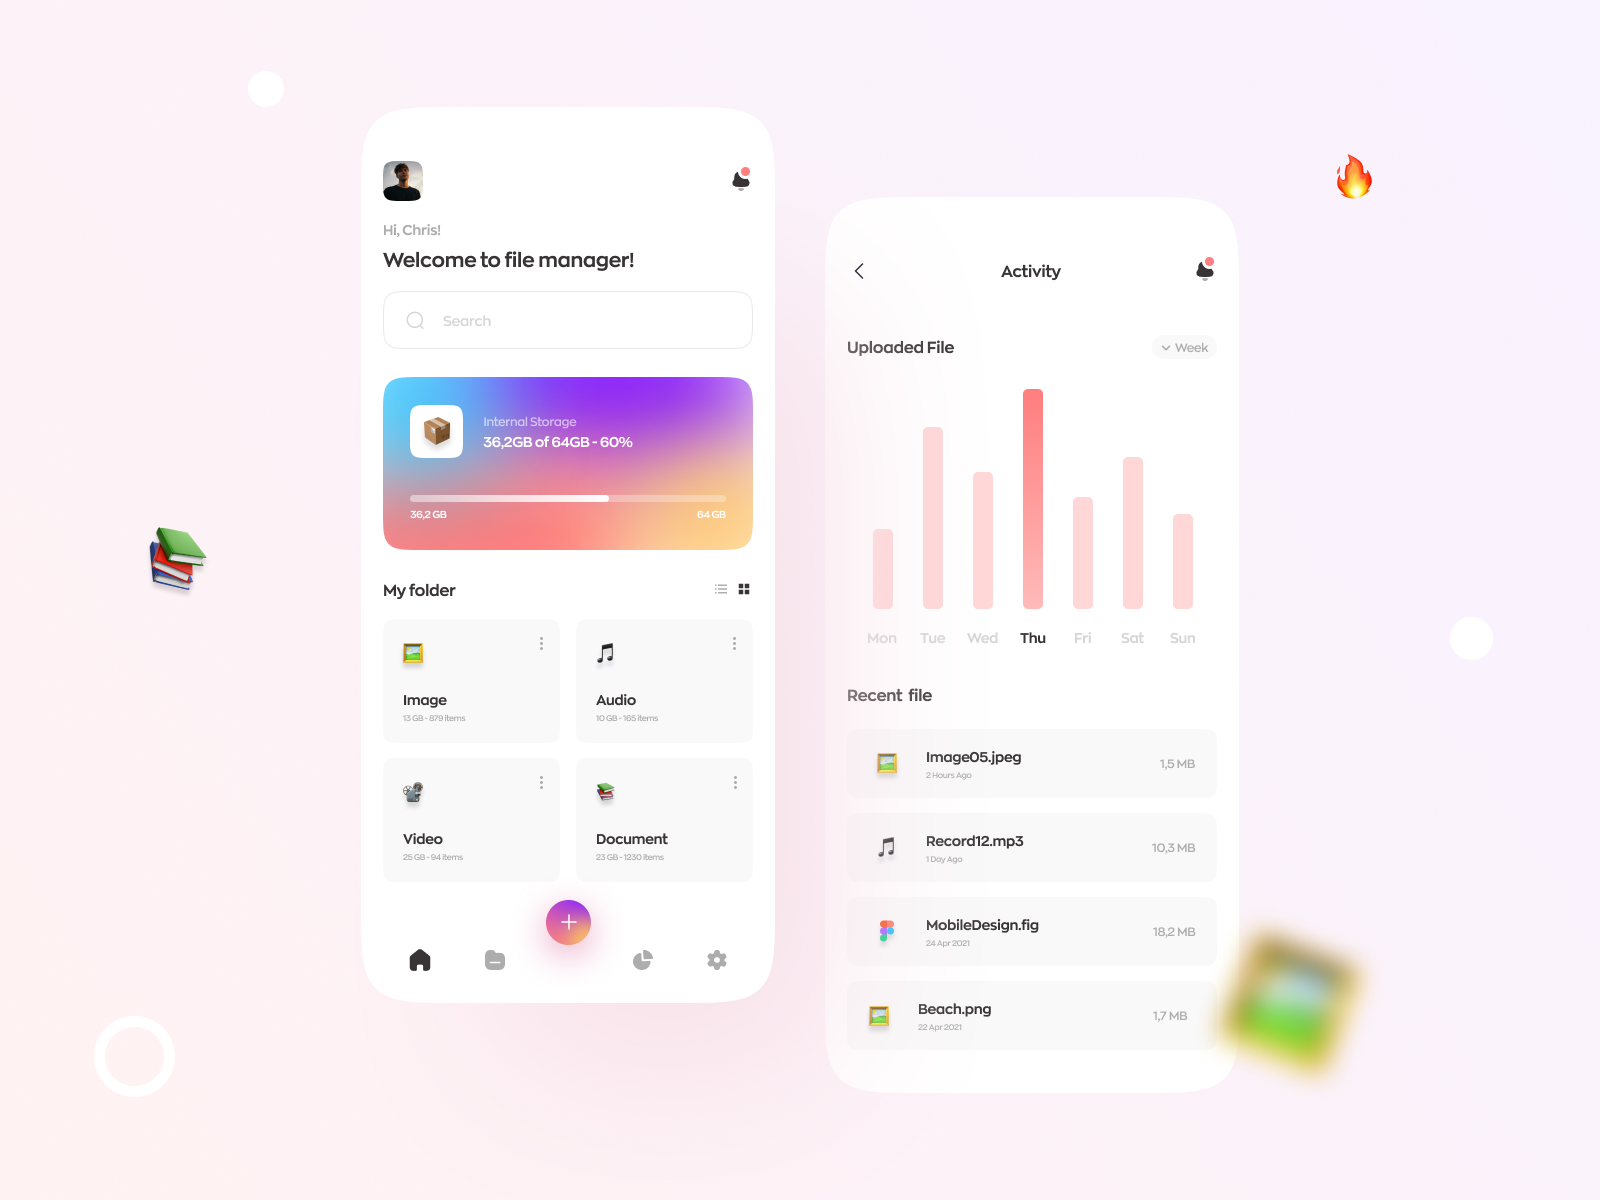 Hi, Chris!
Welcome to file manager!
Search
Internal Storage
36,2GB of 64GB - 60%
36,2 GB
64 GB
My folder
Image
13 GB - 879 items
Audio
10 GB - 165 items
Video
25 GB - 94 items
Document
23 GB - 1230 items
Activity
Uploaded File
Week
Mon Tue Wed Thu Fri Sat Sun
Recent file
Image05.jpeg
2 Hours Ago
1,5 MB
Record12.mp3
1 Day Ago
10,3 MB
MobileDesign.fig
24 Apr 2021
18,2 MB
Beach.png
22 Apr 2021
1,7 MB